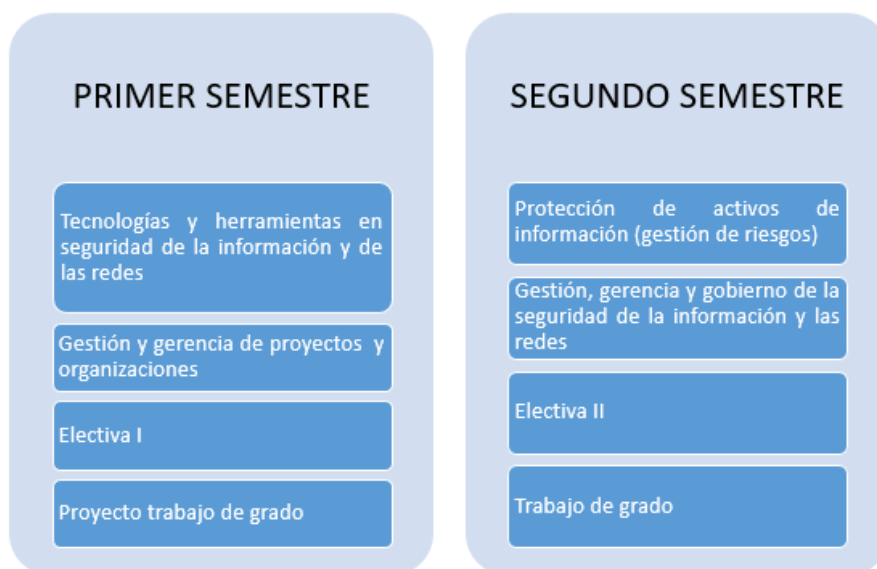 PRIMER SEMESTRE
Tecnologías y herramientas en
seguridad de la información y de
las redes
Gestión y gerencia de proyectos y
organizaciones
Electiva I
Proyecto trabajo de grado
SEGUNDO SEMESTRE
Protección de activos de
información (gestión de riesgos)
Gestión, gerencia y gobierno de la
seguridad de la información y las
redes
Electiva II
Trabajo de grado